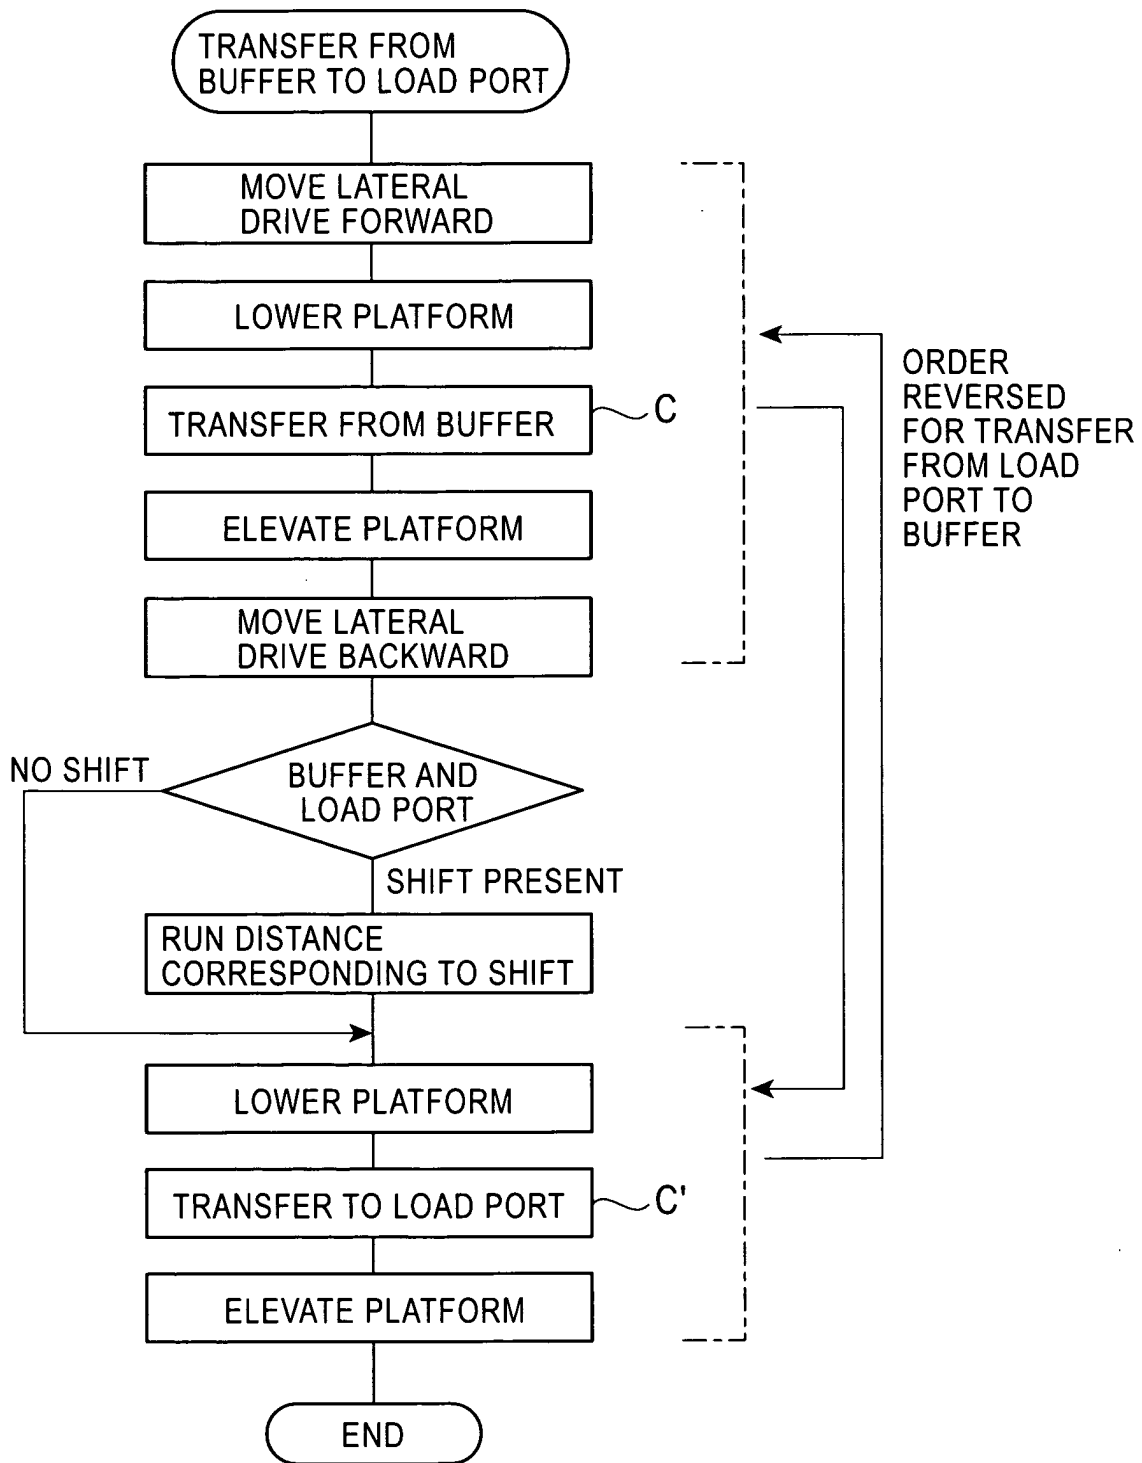 TRANSFER FROM
BUFFER TO LOAD PORT
MOVE LATERAL
DRIVE FORWARD
LOWER PLATFORM
TRANSFER FROM BUFFER
C
ELEVATE PLATFORM
MOVE LATERAL
DRIVE BACKWARD
ORDER
REVERSED
FOR TRANSFER
FROM LOAD
PORT TO
BUFFER
NO SHIFT
BUFFER AND
LOAD PORT
SHIFT PRESENT
RUN DISTANCE
CORRESPONDING TO SHIFT
LOWER PLATFORM
TRANSFER TO LOAD PORT
C'
ELEVATE PLATFORM
END